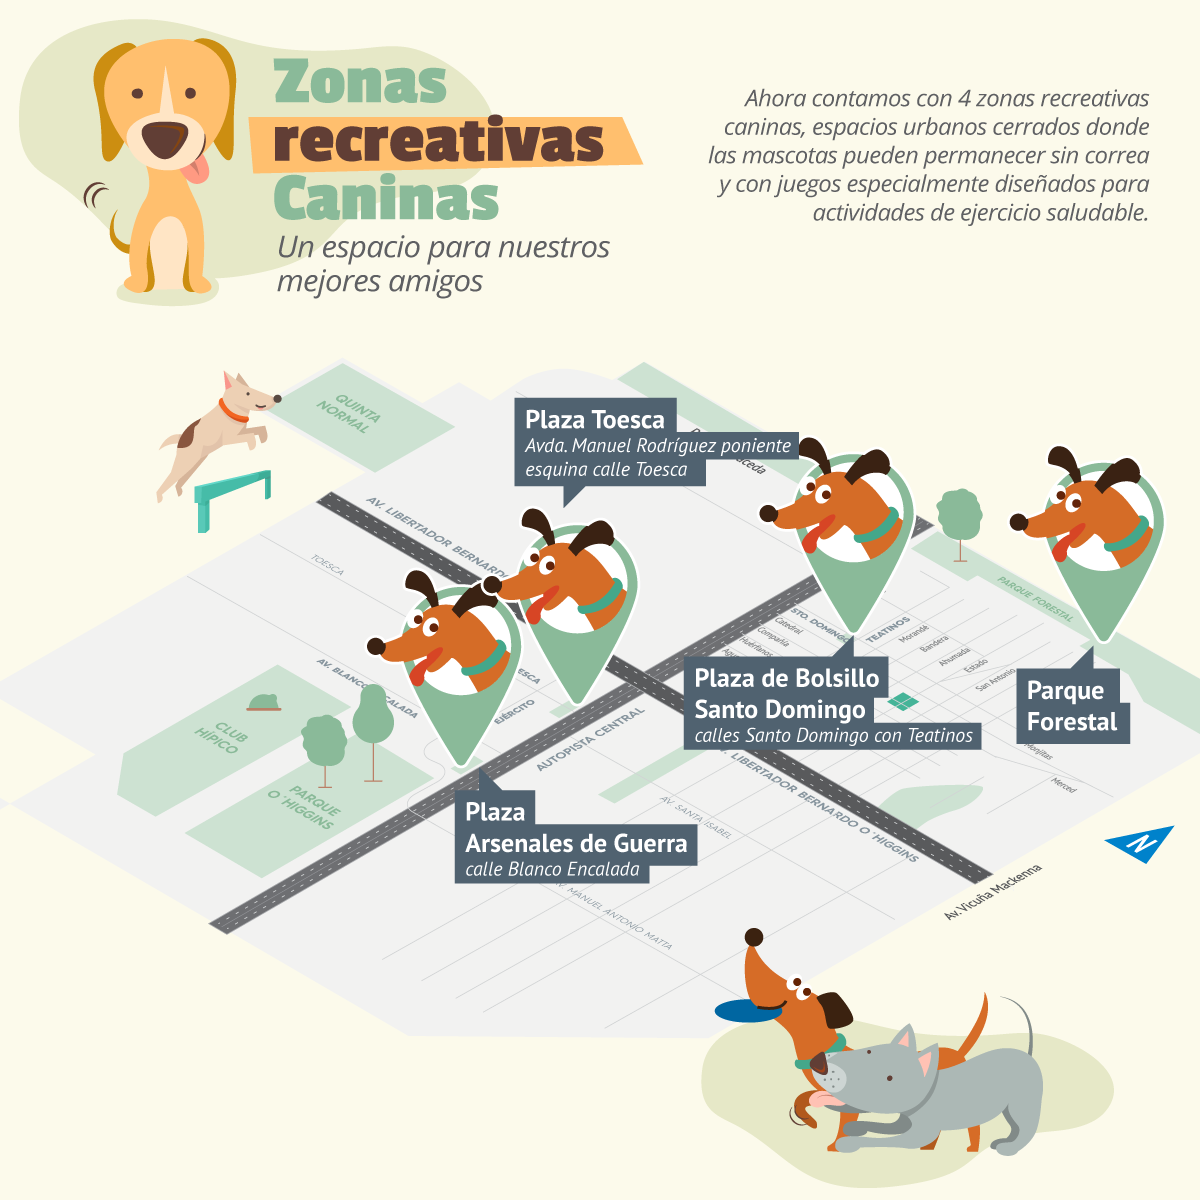 Zonas
recreativas
Caninas
Un espacio para nuestros
mejores amigos
Ahora contamos con 4 zonas recreativas
caninas, espacios urbanos cerrados donde
las mascotas pueden permanecer sin correa
y con juegos especialmente diseñados para
actividades de ejercicio saludable.
QUINTA
NORMAL
Plaza Toesca
Avda. Manuel Rodríguez poniente
esquina calle Toesca
AV. LIBERTADOR BERNARD
TOESCA
PARQUE FORESTAL
STO. DOMINGO
TEATINOS
Catedral
Compañía
Huérfanos
Morandé
Bandera
Ahumada
Estado
San Antonio
AV. BLANCO
CALADA
ESCA
EJÉRCITO
Plaza de Bolsillo
Santo Domingo
calles Santo Domingo con Teatinos
Parque
Forestal
CLUB
HÍPICO
AUTOPISTA CENTRAL
Monjitas
Merced
PARQUE
O´HIGGINS
Plaza
Arsenales de Guerra
calle Blanco Encalada
AV. SANTA ISABEL
. LIBERTADOR BERNARDO O´HIGGINS
N
Av. Vicuña Mackenna
AV. MANUEL ANTONIO MATTA